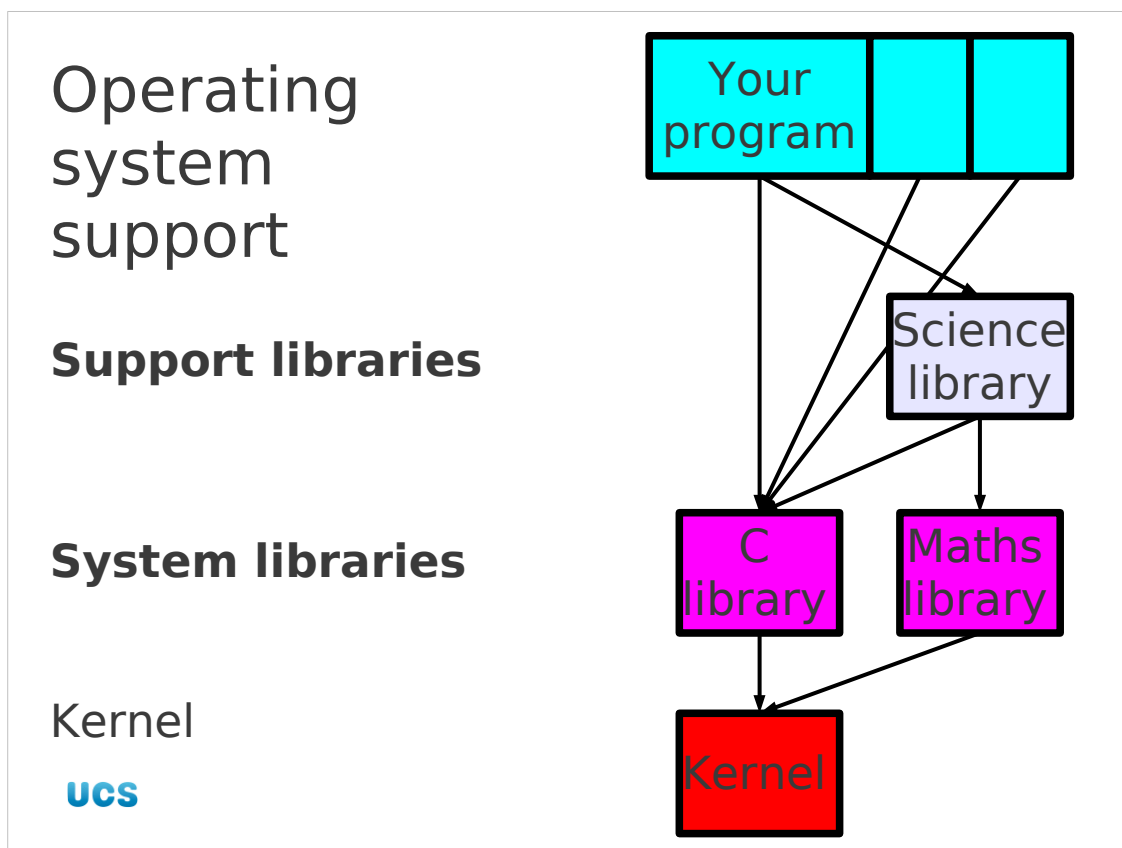 Operating
system
support
Your
program
Support libraries
Science
library
System libraries
C
library
Maths
library
Kernel
Kernel
UCS